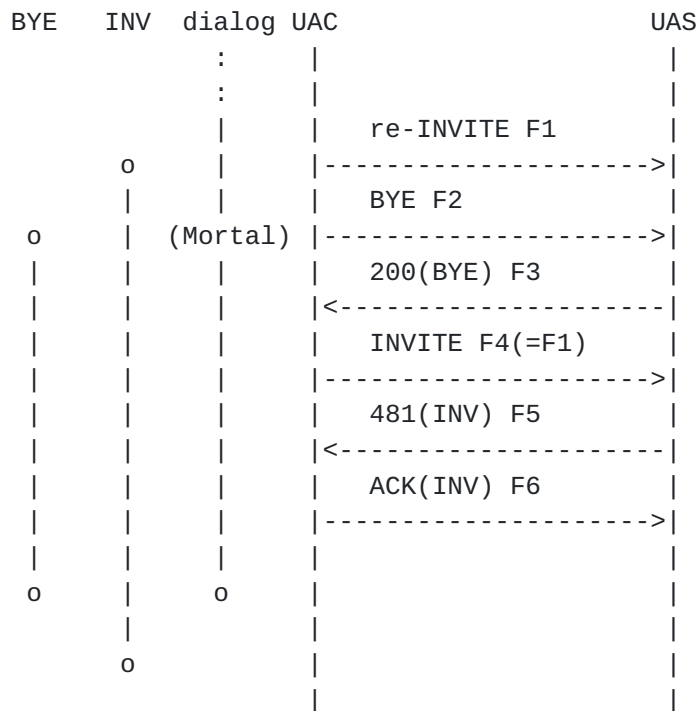 BYE INV dialog UAC UAS
: |                      |
: |                      |
| | re-INVITE F1 |
o | |--------------------->|
| | | BYE F2 |
o | (Mortal) |--------------------->|
| | | | 200(BYE) F3 |
| | | |<---------------------|
| | | | INVITE F4(=F1) |
| | | |--------------------->|
| | | | 481(INV) F5 |
| | | |<---------------------|
| | | | ACK(INV) F6 |
| | | |--------------------->|
| | | | |
o | o | |
| | |
o | |
| |